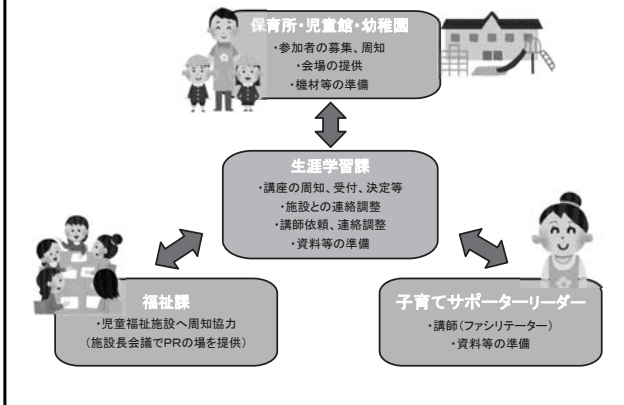 保育所・児童館・幼稚園
・参加者の募集、周知
・会場の提供
・機材等の準備
生涯学習課
・講座の周知、受付、決定等
・施設との連絡調整
・講師依頼、連絡調整
・資料等の準備
福祉課
・児童福祉施設へ周知協力
（施設長会議でPRの場を提供）
子育てサポーターリーダー
・講師（ファシリテーター）
・資料等の準備